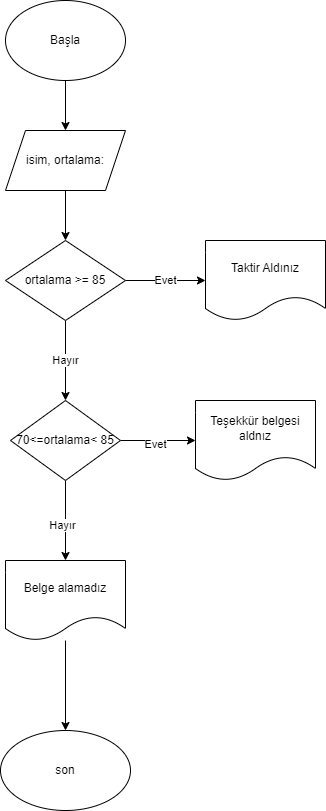 Başla
isim, ortalama:
ortalama >= 85
Evet
Taktir Aldınız
Hayır
70<=ortalama< 85
Evet
Teşekkür belgesi
aldnız
Hayır
Belge alamadız
son